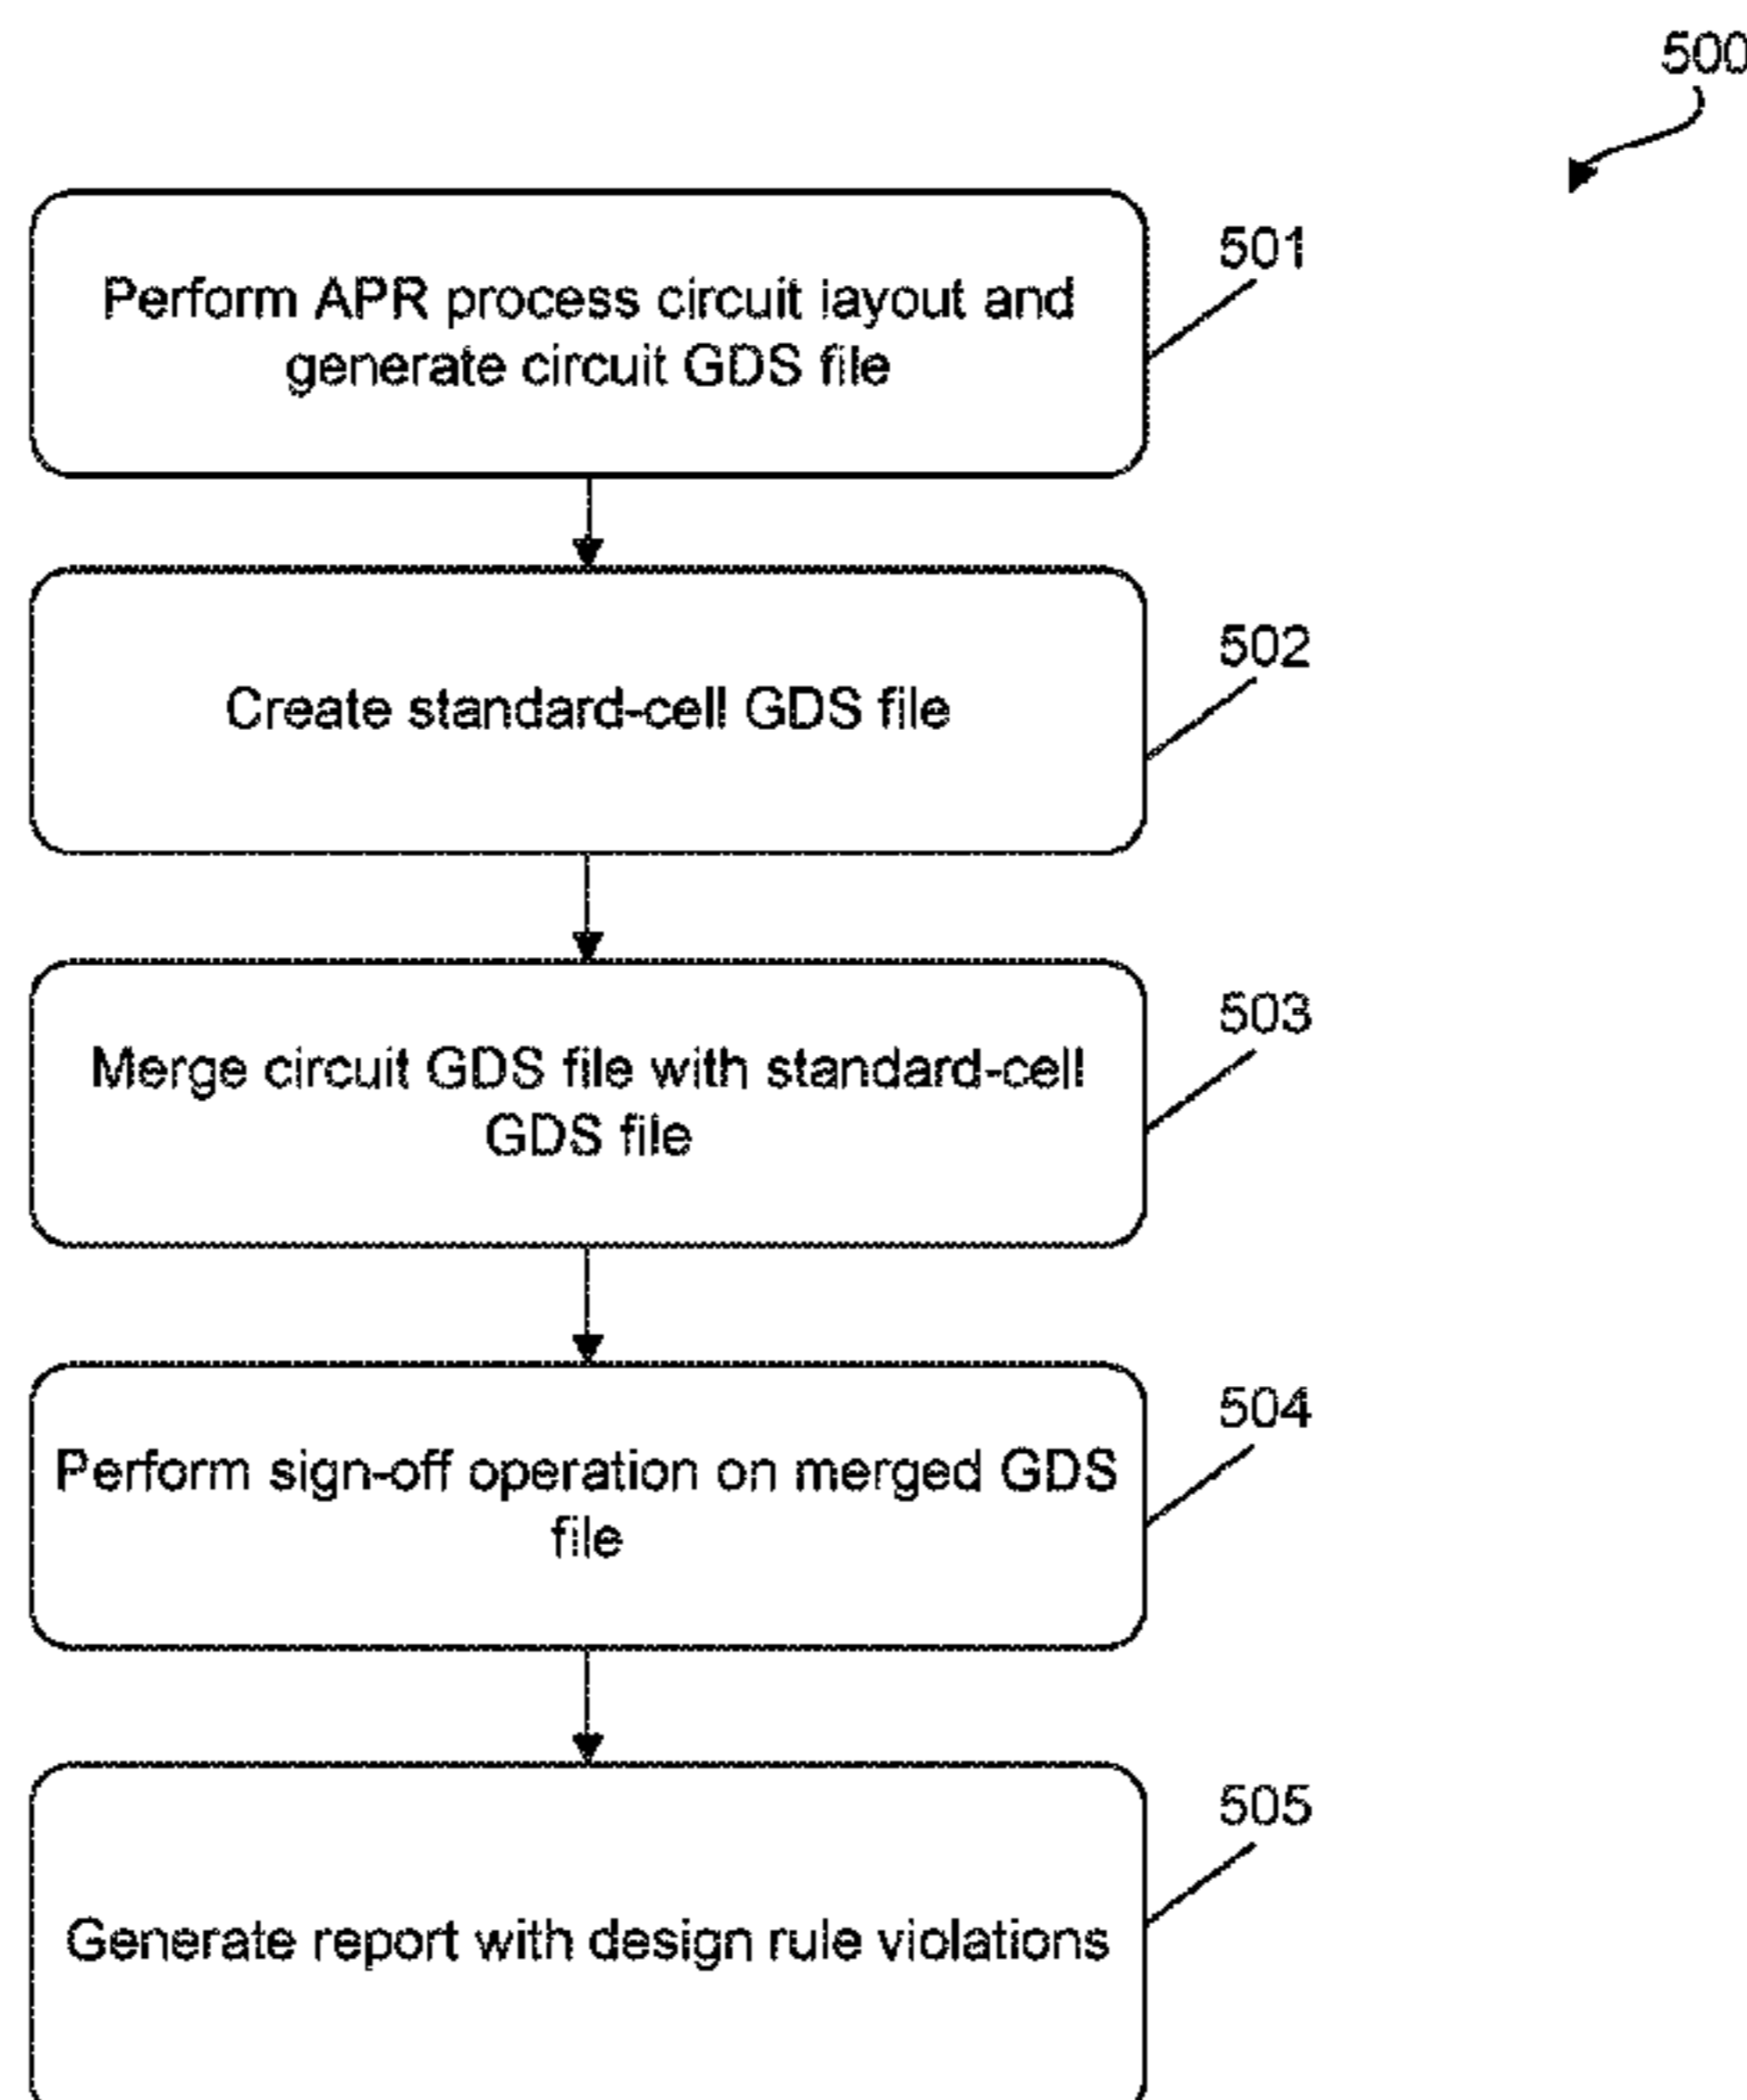 500
Perform APR process circuit layout and
generate circuit GDS file
501
Create standard-cell GDS file
502
Merge circuit GDS file with standard-cell
GDS file
503
Perform sign-off operation on merged GDS
file
504
Generate report with design rule violations
505